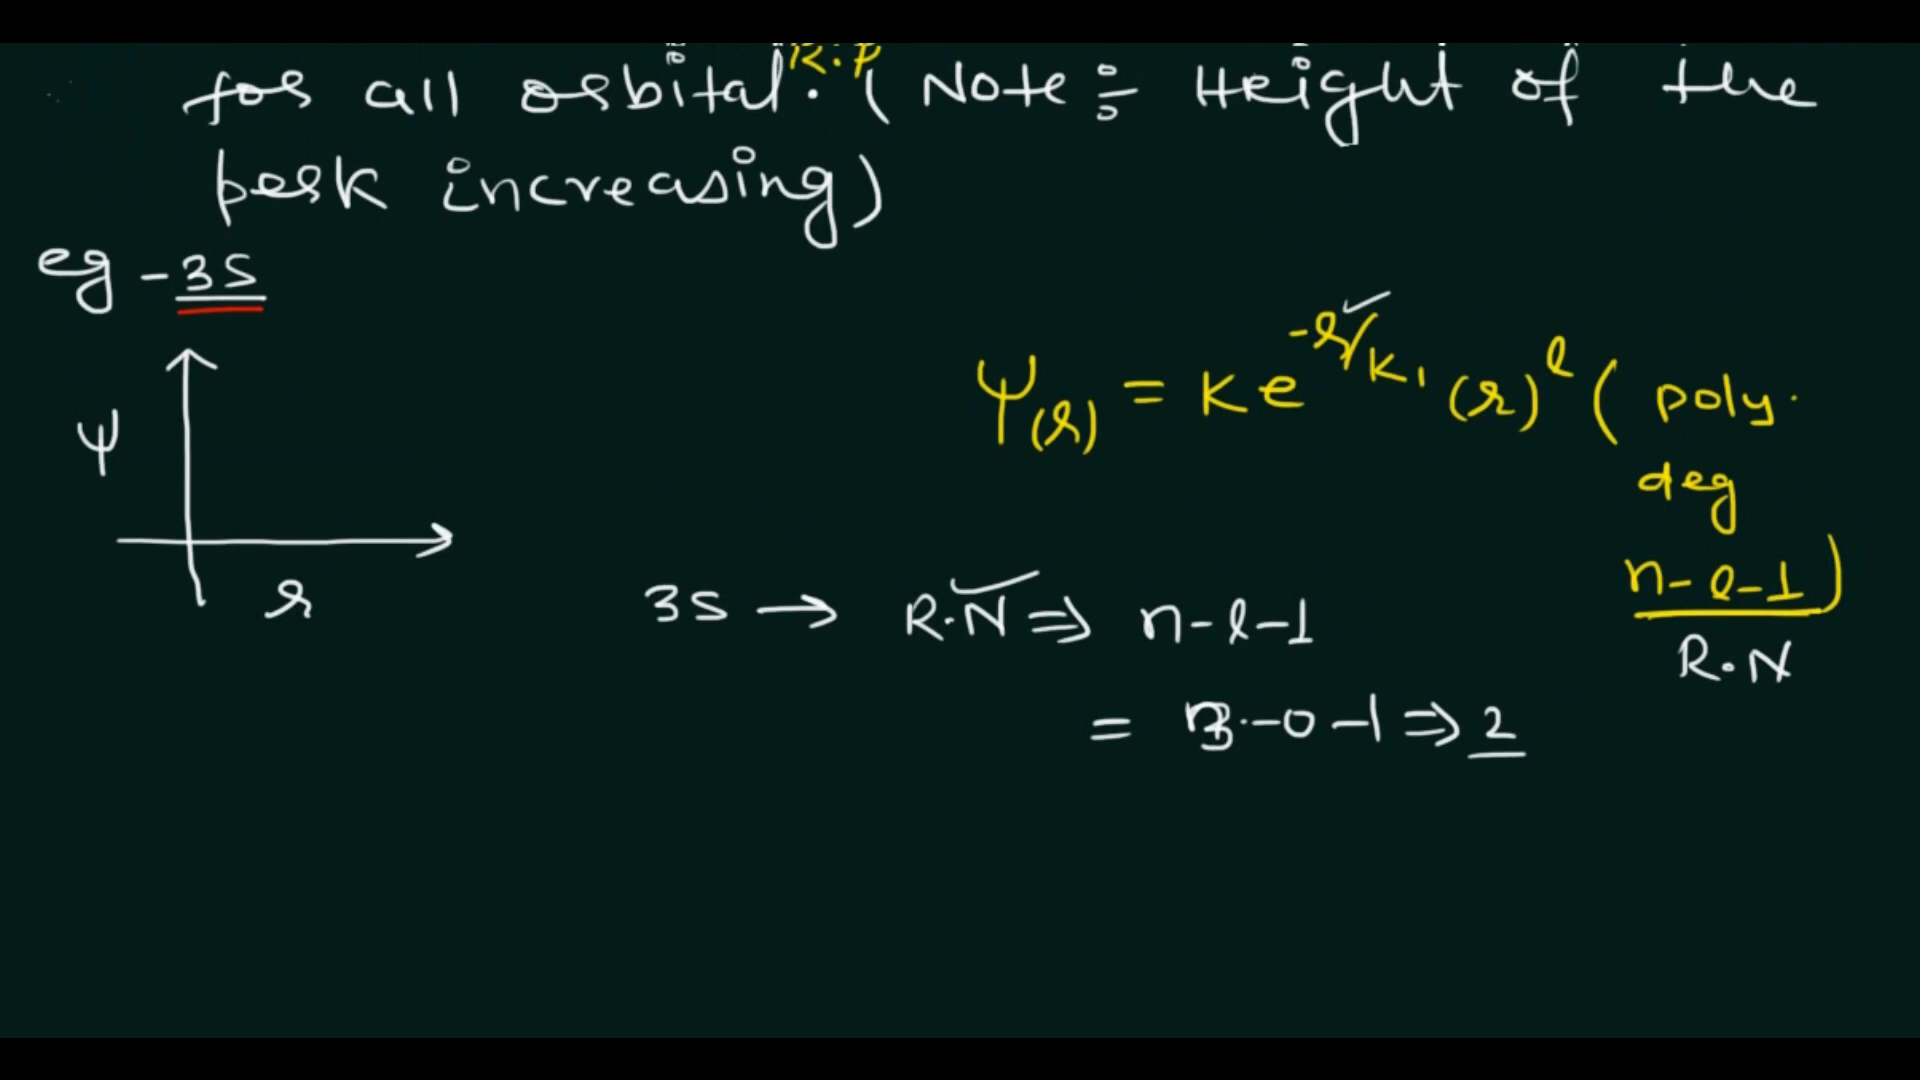 R.P
for all orbital. ( Note := Height of the
peak increasing)
eg - 3S
ψ(r) = K e^{-r/K1} (r)^l ( poly.
deg
n-l-1)
R.N
ψ
r
3S → R.N ⇒ n-l-1
= 3-0-1 ⇒ 2